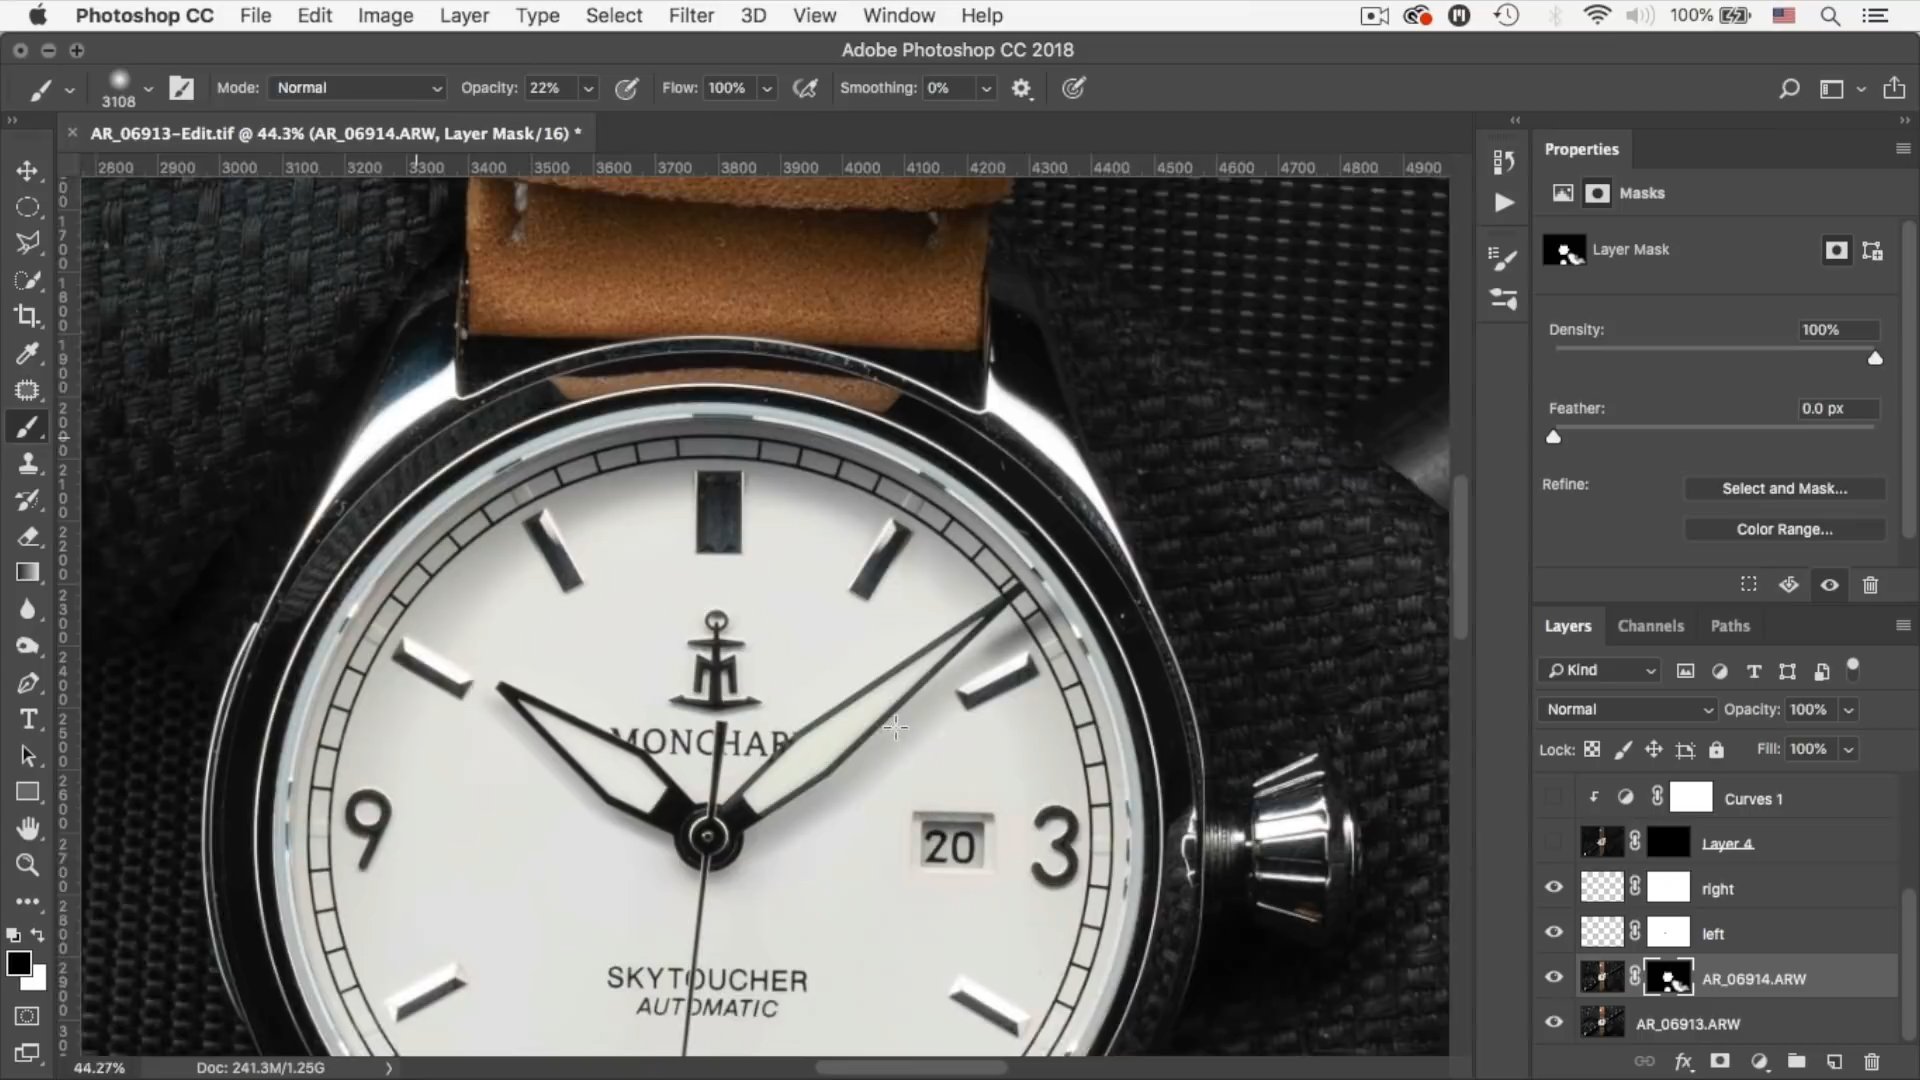 Photoshop CC File Edit Image Layer Type Select Filter 3D View Window Help 100%
Adobe Photoshop CC 2018
3108 Mode: Normal Opacity: 22% Flow: 100% Smoothing: 0%
AR_06913-Edit.tif @ 44.3% (AR_06914.ARW, Layer Mask/16) *
2800 2900 3000 3100 3200 3300 3400 3500 3600 3700 3800 3900 4000 4100 4200 4300 4400 4500 4600 4700 4800 4900
Properties
Masks
Layer Mask
Density: 100%
Feather: 0.0 px
Refine: Select and Mask...
Color Range...
Layers Channels Paths
Kind
Normal Opacity: 100%
Lock: Fill: 100%
Curves 1
Layer 4
right
left
AR_06914.ARW
AR_06913.ARW
M
9 20 3
SKYTOUCHER
AUTOMATIC
44.27% Doc: 241.3M/1.25G